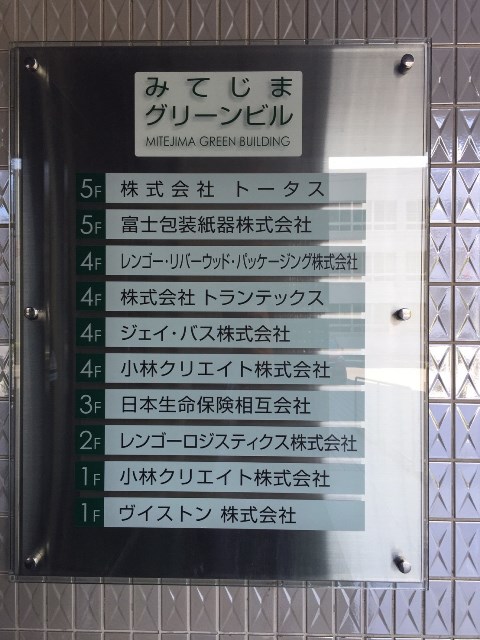 みてじま
グリーンビル
MITEJIMA GREEN BUILDING
5F 株式会社 トータス
5F 富士包装紙器株式会社
4F レンゴー・リバーウッド・パッケージング株式会社
4F 株式会社 トランテックス
4F ジェイ・バス株式会社
4F 小林クリエイト株式会社
3F 日本生命保険相互会社
2F レンゴーロジスティクス株式会社
1F 小林クリエイト株式会社
1F ヴイストン 株式会社